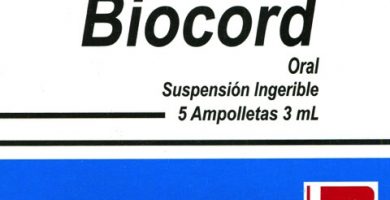 Biocord
Oral
Suspensión Ingerible
5 Ampolletas 3 mL